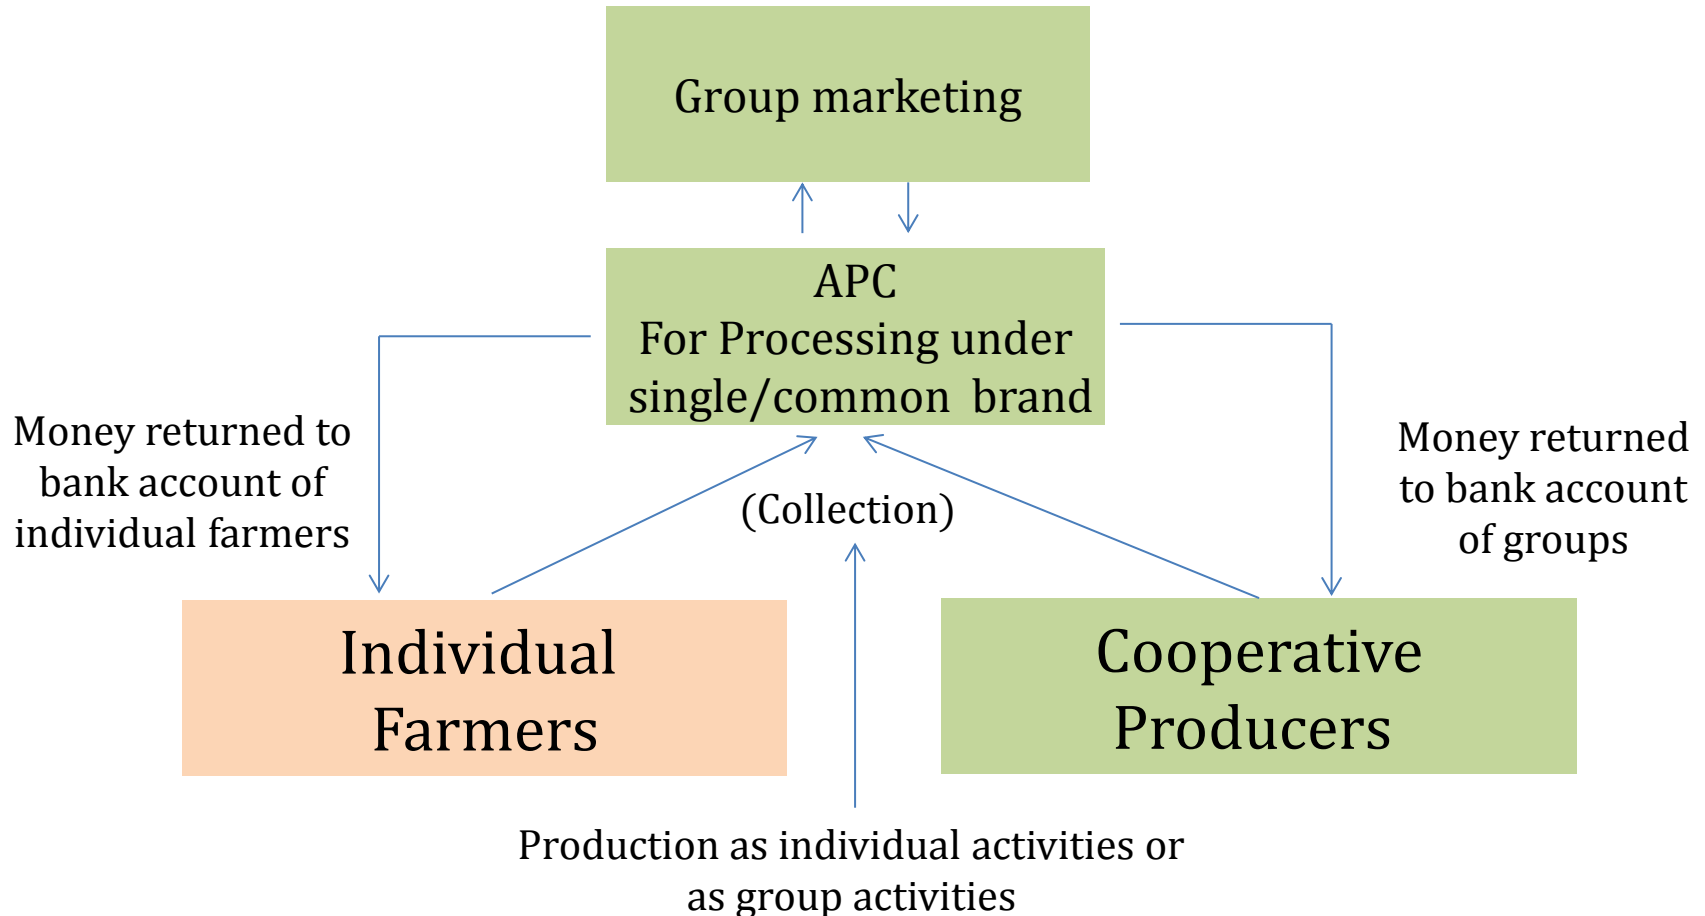 Group marketing
APC
For Processing under
single/common brand
Money returned to
bank account of
individual farmers
(Collection)
Money returned
to bank account
of groups
Individual
Farmers
Cooperative
Producers
Production as individual activities or
as group activities